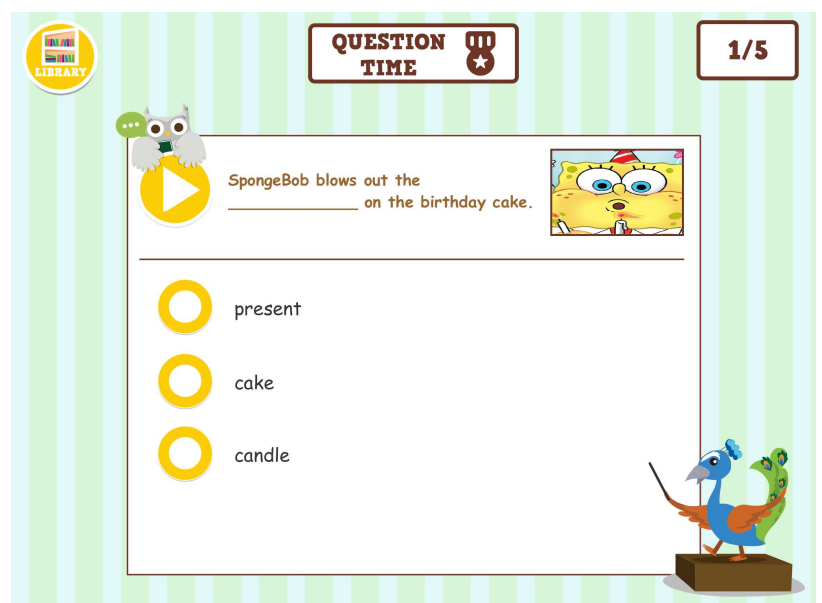 LIBRARY
QUESTION
TIME
1/5
SpongeBob blows out the
______________ on the birthday cake.
present
cake
candle